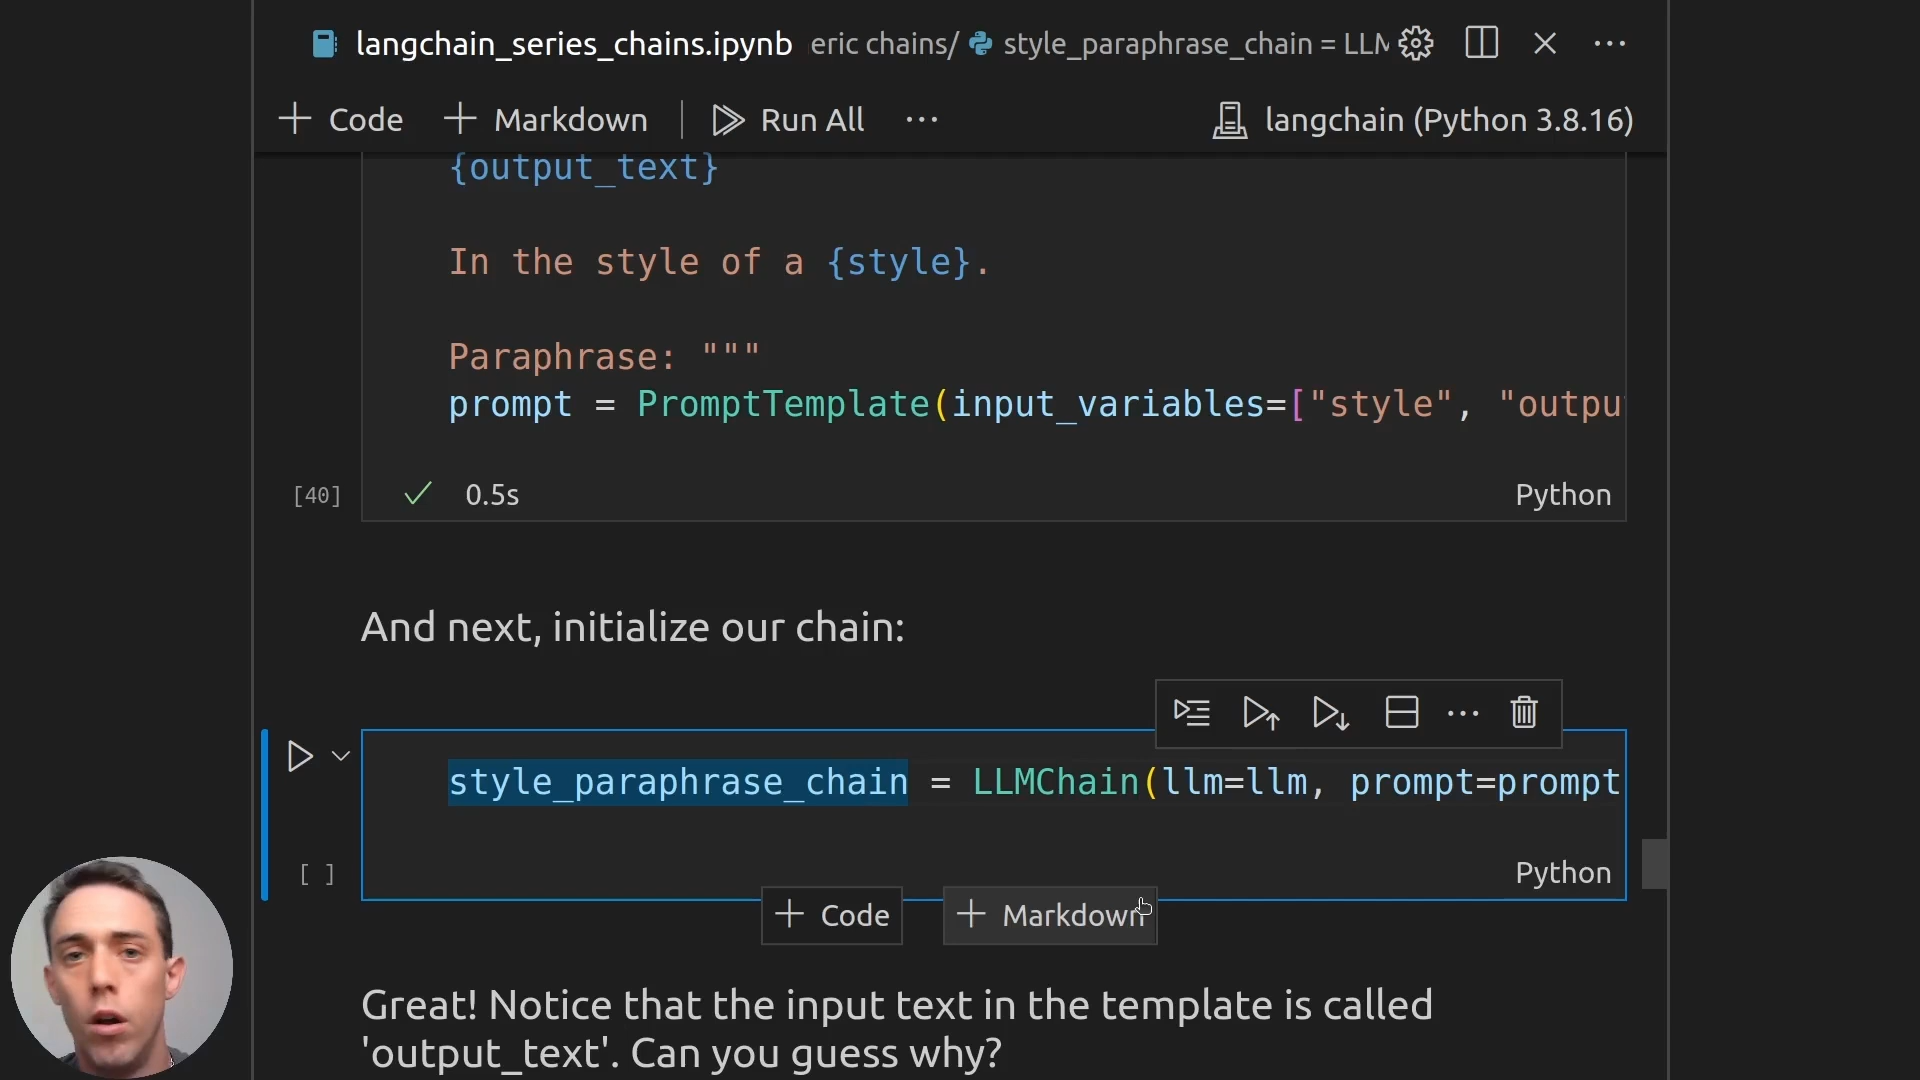 langchain_series_chains.ipynb eric chains/ style_paraphrase_chain = LLM ...
+ Code + Markdown | Run All ... langchain (Python 3.8.16)
{output_text}
In the style of a {style}.
Paraphrase: """
prompt = PromptTemplate(input_variables=["style", "outpu
[40] 0.5s Python
And next, initialize our chain:
style_paraphrase_chain = LLMChain(llm=llm, prompt=prompt
[ ] Python
+ Code + Markdown
Great! Notice that the input text in the template is called
'output_text'. Can you guess why?